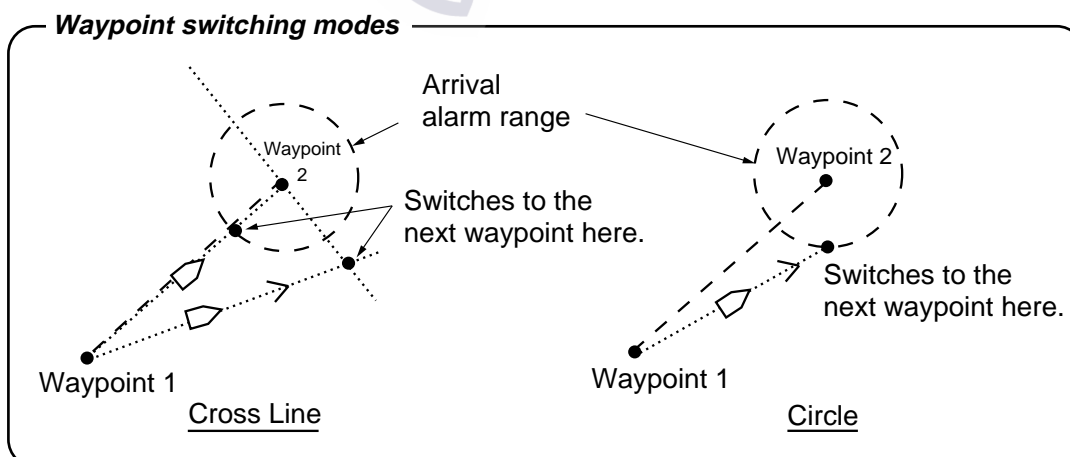 Waypoint switching modes
Arrival
alarm range
Waypoint
2
Switches to the
next waypoint here.
Waypoint 1
Cross Line
Waypoint 2
Switches to the
next waypoint here.
Waypoint 1
Circle